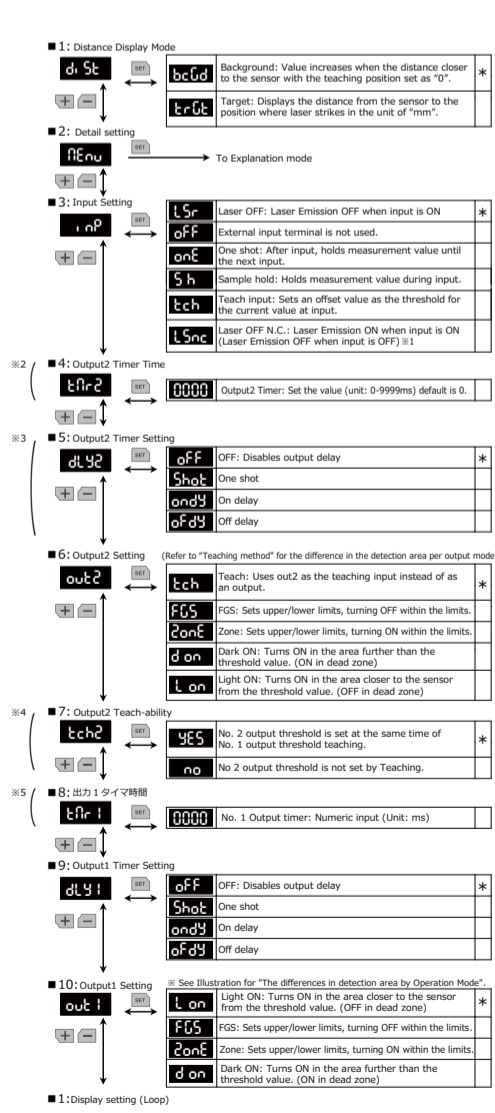 ■1: Distance Display Mode
di St
SET
bcGd
Background: Value increases when the distance closer
to the sensor with the teaching position set as "0".
*
trGt
Target: Displays the distance from the sensor to the
position where laser strikes in the unit of "mm".
+ −
■2: Detail setting
MEnu
SET
To Explanation mode
+ −
■3: Input Setting
inP
SET
LSr
Laser OFF: Laser Emission OFF when input is ON
*
oFF
External input terminal is not used.
onE
One shot: After input, holds measurement value until
the next input.
S h
Sample hold: Holds measurement value during input.
tch
Teach input: Sets an offset value as the threshold for
the current value at input.
LSnc
Laser OFF N.C.: Laser Emission ON when input is ON
(Laser Emission OFF when input is OFF) ※1
+ −
※2
■4: Output2 Timer Time
tMr2
SET
0000
Output2 Timer: Set the value (unit: 0-9999ms) default is 0.
+ −
※3
■5: Output2 Timer Setting
dLY2
SET
oFF
OFF: Disables output delay
*
Shot
One shot
ondY
On delay
oFdY
Off delay
+ −
■6: Output2 Setting (Refer to "Teaching method" for the difference in the detection area per output mode
out2
SET
tch
Teach: Uses out2 as the teaching input instead of as
an output.
*
FGS
FGS: Sets upper/lower limits, turning OFF within the limits.
ZonE
Zone: Sets upper/lower limits, turning ON within the limits.
d on
Dark ON: Turns ON in the area further than the
threshold value. (ON in dead zone)
L on
Light ON: Turns ON in the area closer to the sensor
from the threshold value. (OFF in dead zone)
+ −
※4
■7: Output2 Teach-ability
tch2
SET
YES
No. 2 output threshold is set at the same time of
No. 1 output threshold teaching.
*
no
No 2 output threshold is not set by Teaching.
+ −
※5
■8: 出力1タイマ時間
tMr1
SET
0000
No. 1 Output timer: Numeric input (Unit: ms)
+ −
■9: Output1 Timer Setting
dLY1
SET
oFF
OFF: Disables output delay
*
Shot
One shot
ondY
On delay
oFdY
Off delay
+ −
■10: Output1 Setting ※ See Illustration for "The differences in detection area by Operation Mode".
out1
SET
L on
Light ON: Turns ON in the area closer to the sensor
from the threshold value. (OFF in dead zone)
*
FGS
FGS: Sets upper/lower limits, turning OFF within the limits.
ZonE
Zone: Sets upper/lower limits, turning ON within the limits.
d on
Dark ON: Turns ON in the area further than the
threshold value. (ON in dead zone)
+ −
■1:Display setting (Loop)